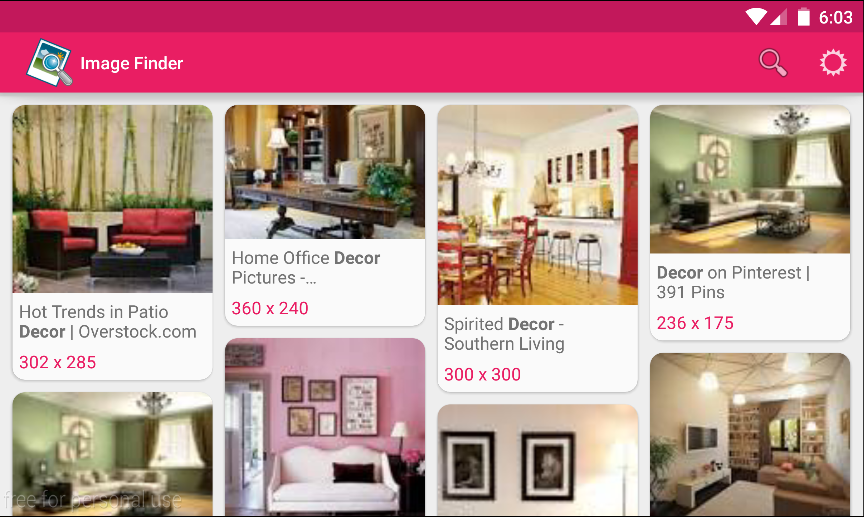 6:03
Image Finder
Hot Trends in Patio
Decor | Overstock.com
302 x 285
Home Office Decor
Pictures -...
360 x 240
Spirited Decor -
Southern Living
300 x 300
Decor on Pinterest |
391 Pins
236 x 175
free for personal use